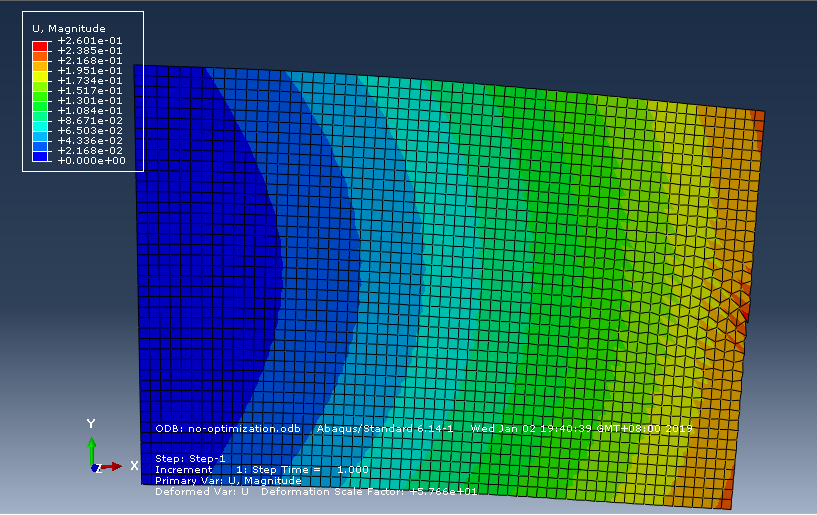 U, Magnitude
+2.601e-01
+2.385e-01
+2.168e-01
+1.951e-01
+1.734e-01
+1.517e-01
+1.301e-01
+1.084e-01
+8.671e-02
+6.503e-02
+4.336e-02
+2.168e-02
+0.000e+00
ODB: no-optimization.odb Abaqus/Standard 6.14-1 Wed Jan 02 19:40:39 GMT+08:00 2019
Y
Z X
Step: Step-1
Increment 1: Step Time = 1.000
Primary Var: U, Magnitude
Deformed Var: U Deformation Scale Factor: +5.766e+01